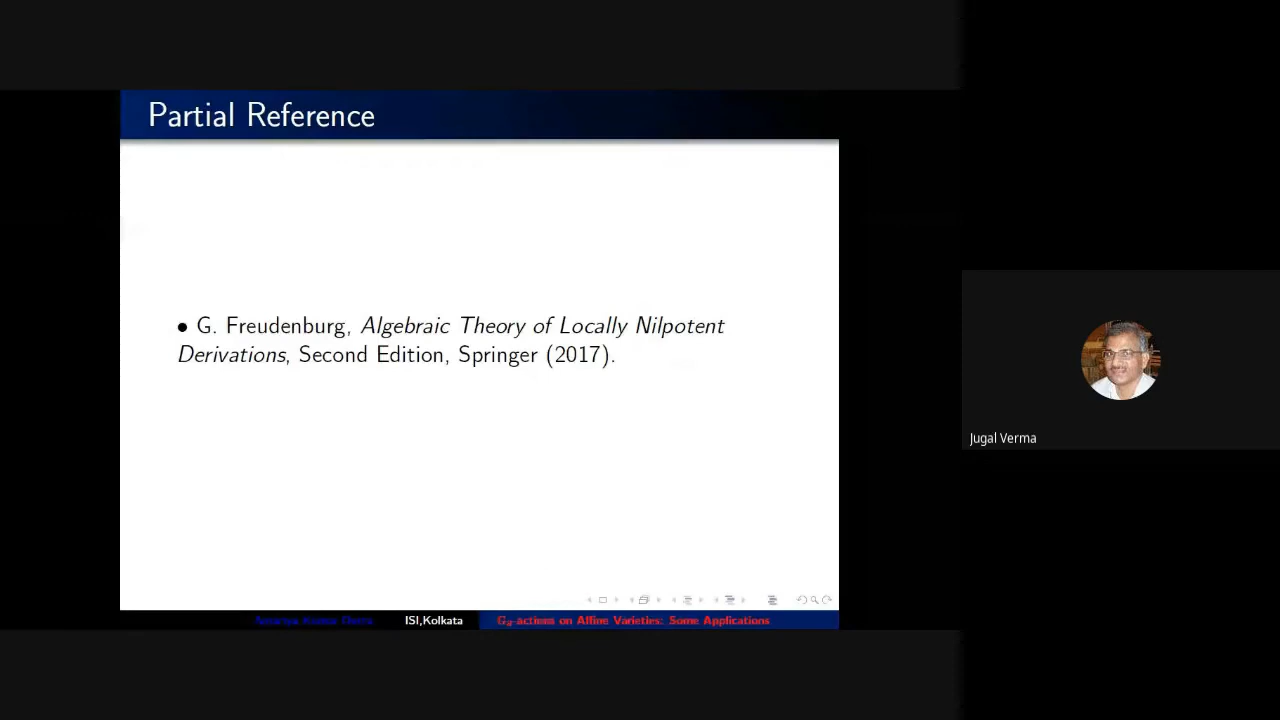 Partial Reference
• G. Freudenburg, Algebraic Theory of Locally Nilpotent
Derivations, Second Edition, Springer (2017).
Jugal Verma
ISI,Kolkata
Ga-actions on Affine Varieties: Some Applications